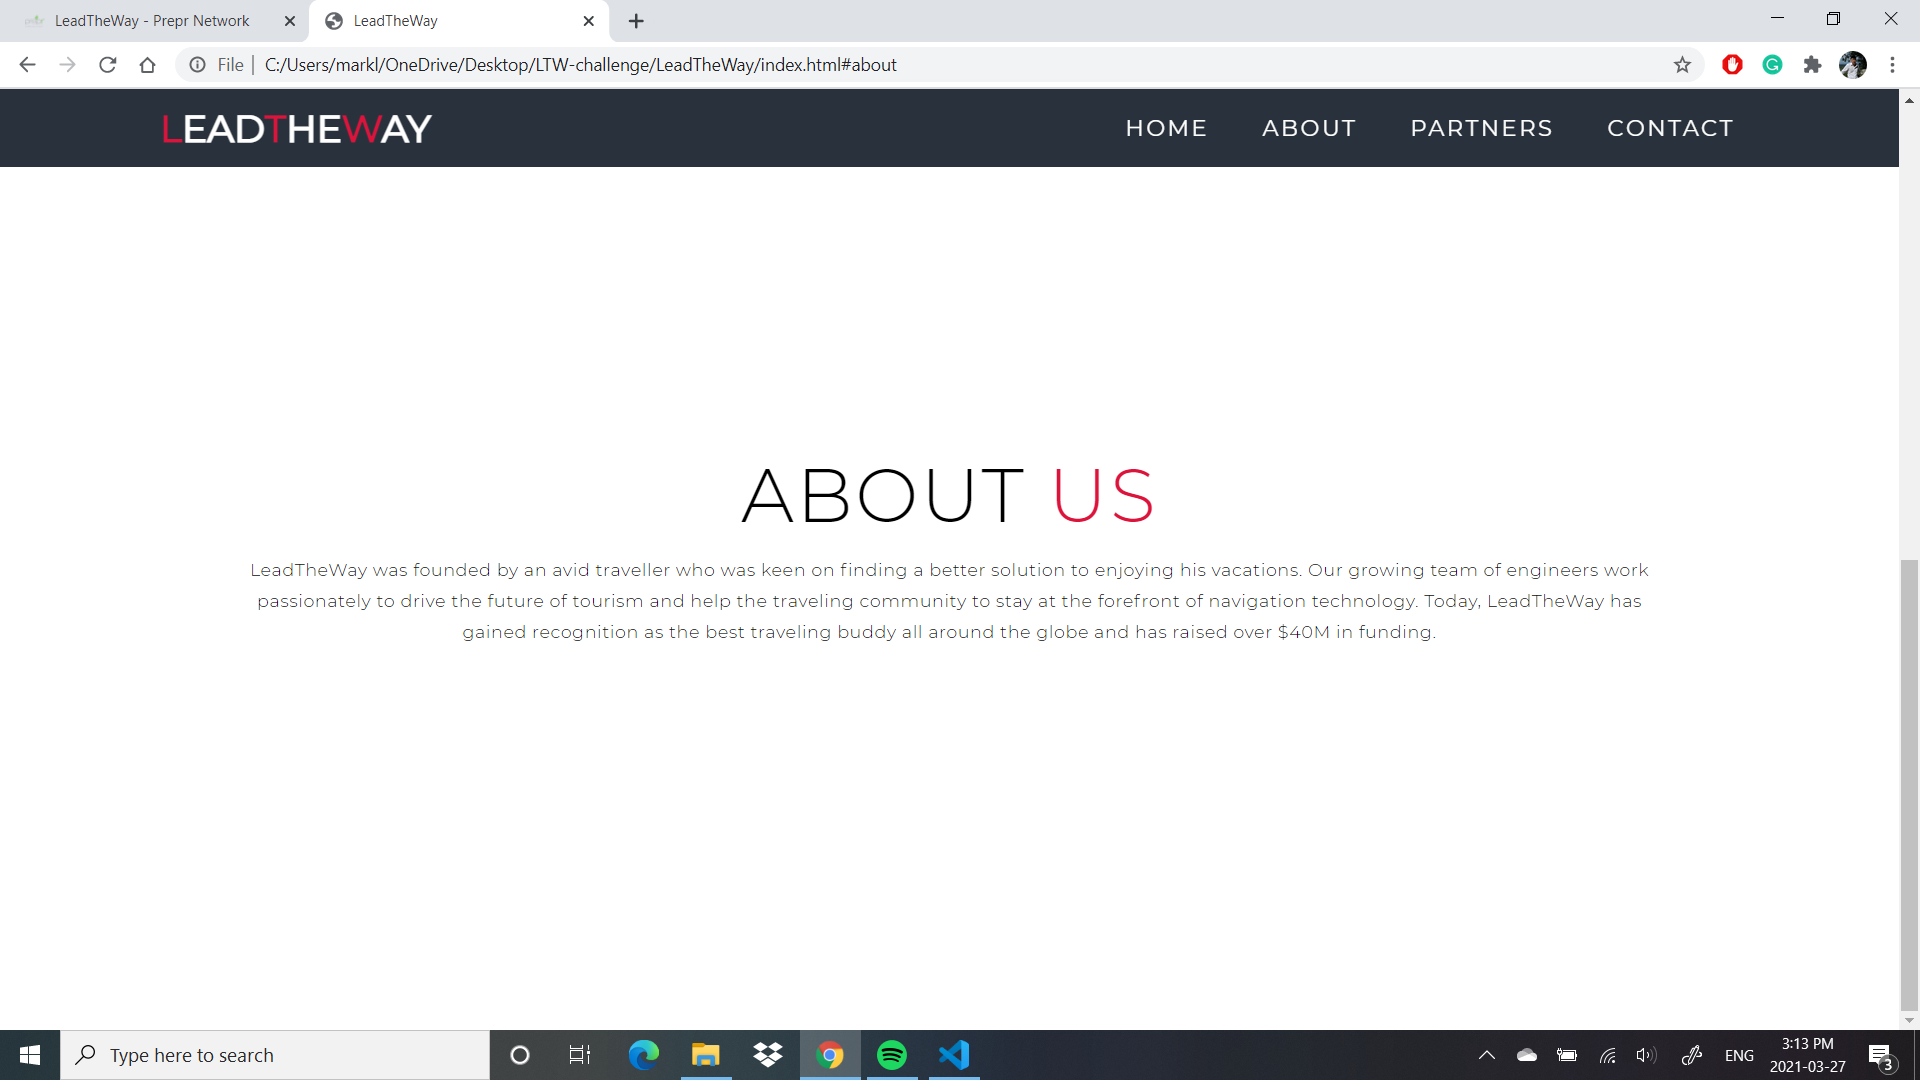 LeadTheWay - Prepr Network
LeadTheWay
File | C:/Users/markl/OneDrive/Desktop/LTW-challenge/LeadTheWay/index.html#about
LEADTHEWAY
HOME ABOUT PARTNERS CONTACT
ABOUT US
LeadTheWay was founded by an avid traveller who was keen on finding a better solution to enjoying his vacations. Our growing team of engineers work
passionately to drive the future of tourism and help the traveling community to stay at the forefront of navigation technology. Today, LeadTheWay has
gained recognition as the best traveling buddy all around the globe and has raised over $40M in funding.
Type here to search
ENG
3:13 PM
2021-03-27
3